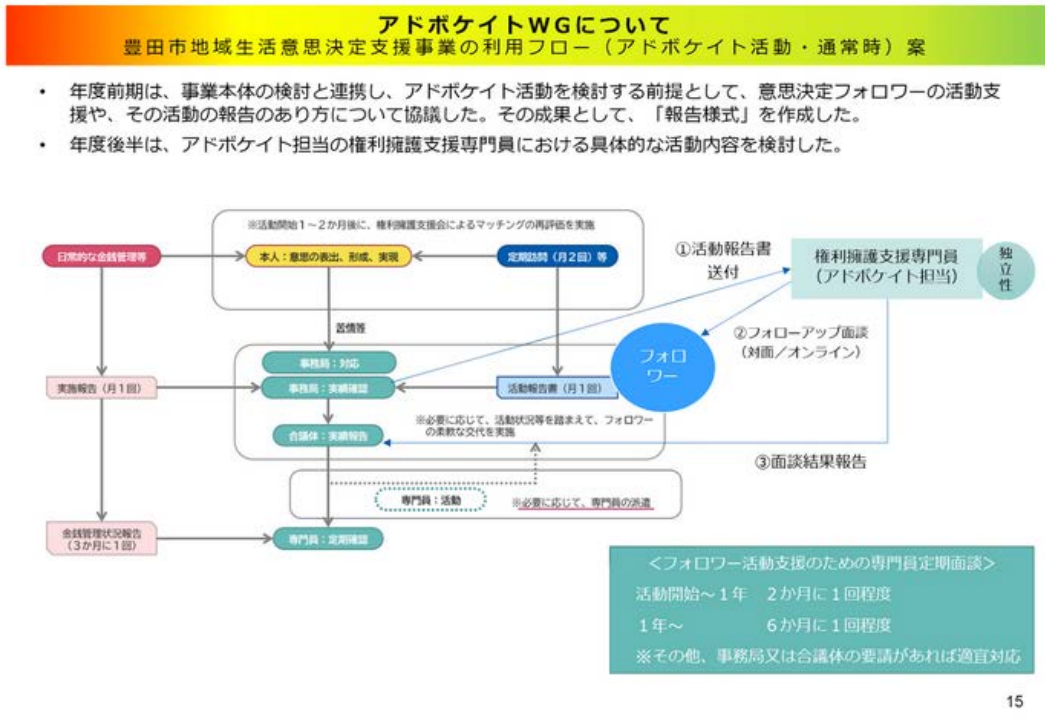 アドボケイトWGについて
豊田市地域生活意思決定支援事業の利用フロー（アドボケイト活動・通常時）案
• 年度前期は、事業本体の検討と連携し、アドボケイト活動を検討する前提として、意思決定フォロワーの活動支
援や、その活動の報告のあり方について協議した。その成果として、「報告様式」を作成した。
• 年度後半は、アドボケイト担当の権利擁護支援専門員における具体的な活動内容を検討した。
※活動開始１～２か月後に、権利擁護支援会によるマッチングの再評価を実施
日常的な金銭管理等
本人：意思の表出、形成、実現
定期訪問（月２回）等
①活動報告書
送付
権利擁護支援専門員
（アドボケイト担当）
独
立
性
苦情等
②フォローアップ面談
（対面／オンライン）
フォロ
ワー
事務局：対応
実施報告（月１回）
事務局：実績確認
活動報告書（月１回）
※必要に応じて、活動状況等を踏まえて、フォロワー
の柔軟な交代を実施
合議体：実績報告
③面談結果報告
専門員：活動
※必要に応じて、専門員の派遣
金銭管理状況報告
（３か月に１回）
専門員：定期確認
＜フォロワー活動支援のための専門員定期面談＞
活動開始～１年　２か月に１回程度
１年～　６か月に１回程度
※その他、事務局又は合議体の要請があれば適宜対応
15